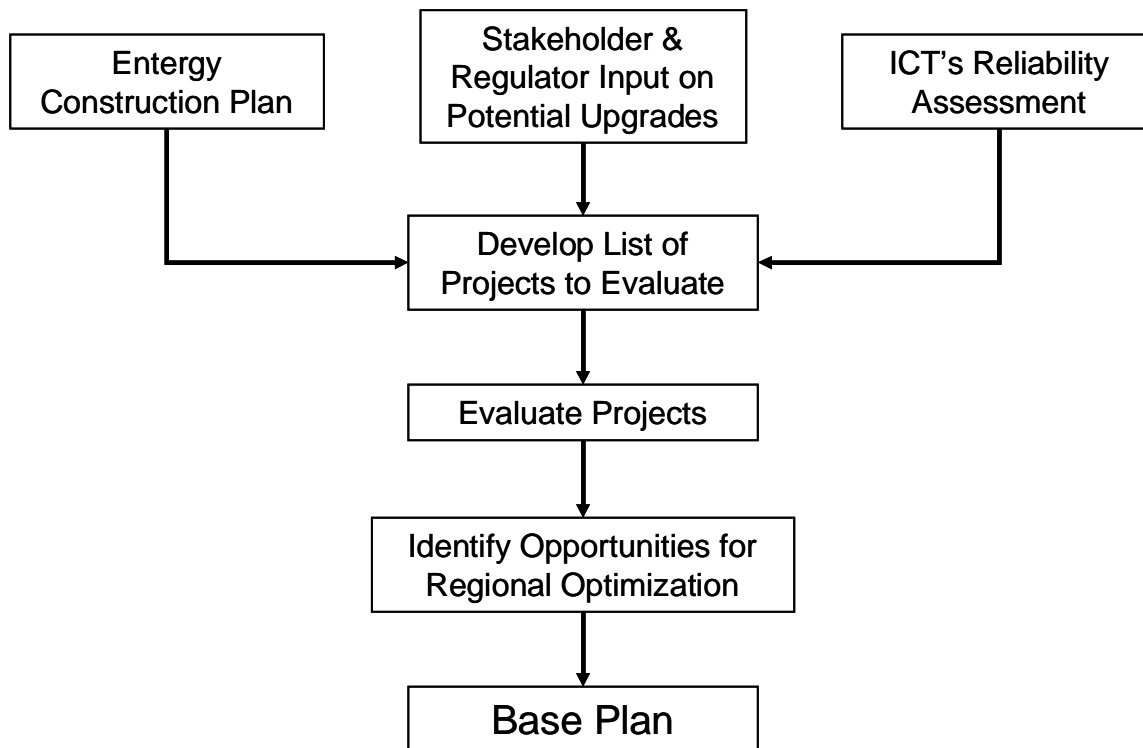 Entergy
Construction Plan
Stakeholder &
Regulator Input on
Potential Upgrades
ICT's Reliability
Assessment
Develop List of
Projects to Evaluate
Evaluate Projects
Identify Opportunities for
Regional Optimization
Base Plan